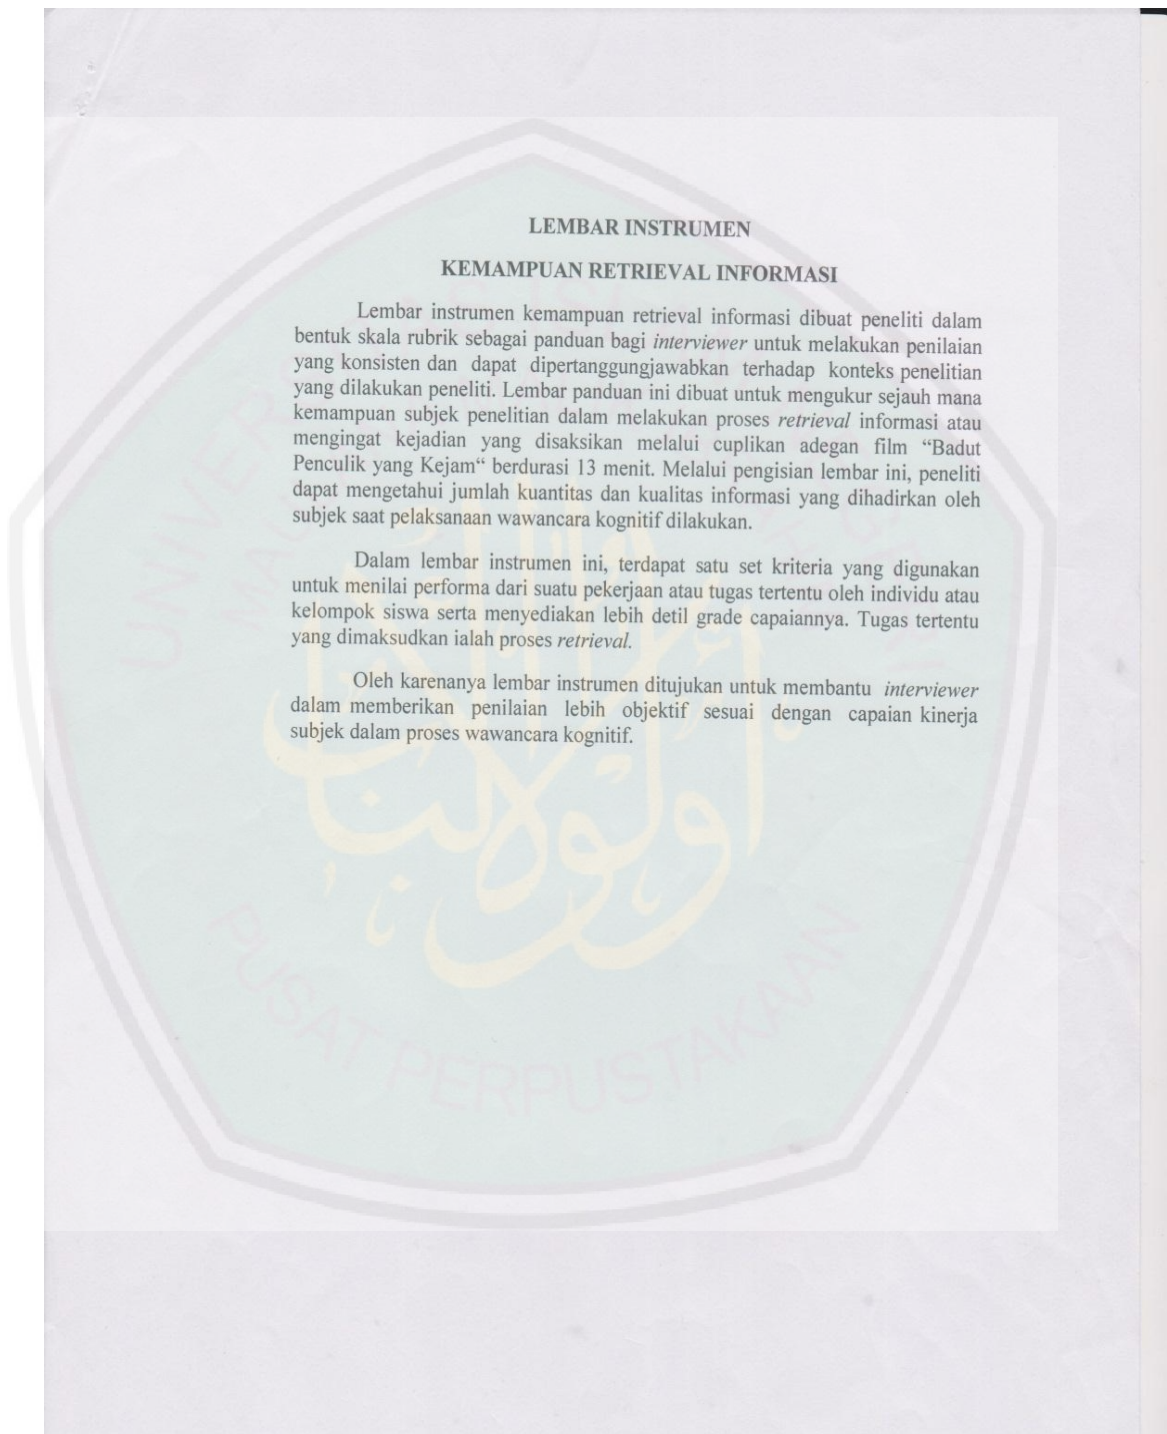 LEMBAR INSTRUMEN
KEMAMPUAN RETRIEVAL INFORMASI
Lembar instrumen kemampuan retrieval informasi dibuat peneliti dalam
bentuk skala rubrik sebagai panduan bagi interviewer untuk melakukan penilaian
yang konsisten dan dapat dipertanggungjawabkan terhadap konteks penelitian
yang dilakukan peneliti. Lembar panduan ini dibuat untuk mengukur sejauh mana
kemampuan subjek penelitian dalam melakukan proses retrieval informasi atau
mengingat kejadian yang disaksikan melalui cuplikan adegan film “Badut
Penculik yang Kejam“ berdurasi 13 menit. Melalui pengisian lembar ini, peneliti
dapat mengetahui jumlah kuantitas dan kualitas informasi yang dihadirkan oleh
subjek saat pelaksanaan wawancara kognitif dilakukan.
Dalam lembar instrumen ini, terdapat satu set kriteria yang digunakan
untuk menilai performa dari suatu pekerjaan atau tugas tertentu oleh individu atau
kelompok siswa serta menyediakan lebih detil grade capaiannya. Tugas tertentu
yang dimaksudkan ialah proses retrieval.
Oleh karenanya lembar instrumen ditujukan untuk membantu interviewer
dalam memberikan penilaian lebih objektif sesuai dengan capaian kinerja
subjek dalam proses wawancara kognitif.
PUSAT PERPUSTAKAAN